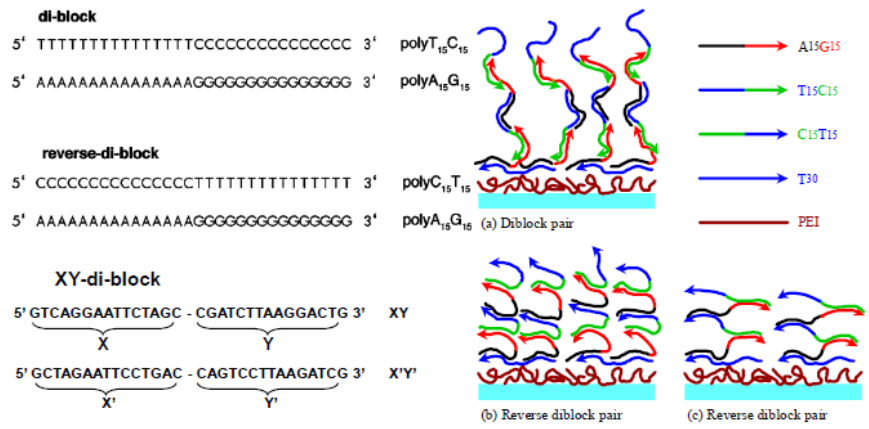 di-block
5' TTTTTTTTTTTTTTTCCCCCCCCCCCCCCC 3' polyT₁₅C₁₅
5' AAAAAAAAAAAAAAAGGGGGGGGGGGGGGG 3' polyA₁₅G₁₅
reverse-di-block
5' CCCCCCCCCCCCCCCTTTTTTTTTTTTTTT 3' polyC₁₅T₁₅
5' AAAAAAAAAAAAAAAGGGGGGGGGGGGGGG 3' polyA₁₅G₁₅
XY-di-block
5' GTCAGGAATTCTAGC - CGATCTTAAGGACTG 3' XY
X Y
5' GCTAGAATTCCTGAC - CAGTCCTTAAGATCG 3' X'Y'
X' Y'
(a) Diblock pair
A15G15
T15C15
C15T15
T30
PEI
(b) Reverse diblock pair
(c) Reverse diblock pair